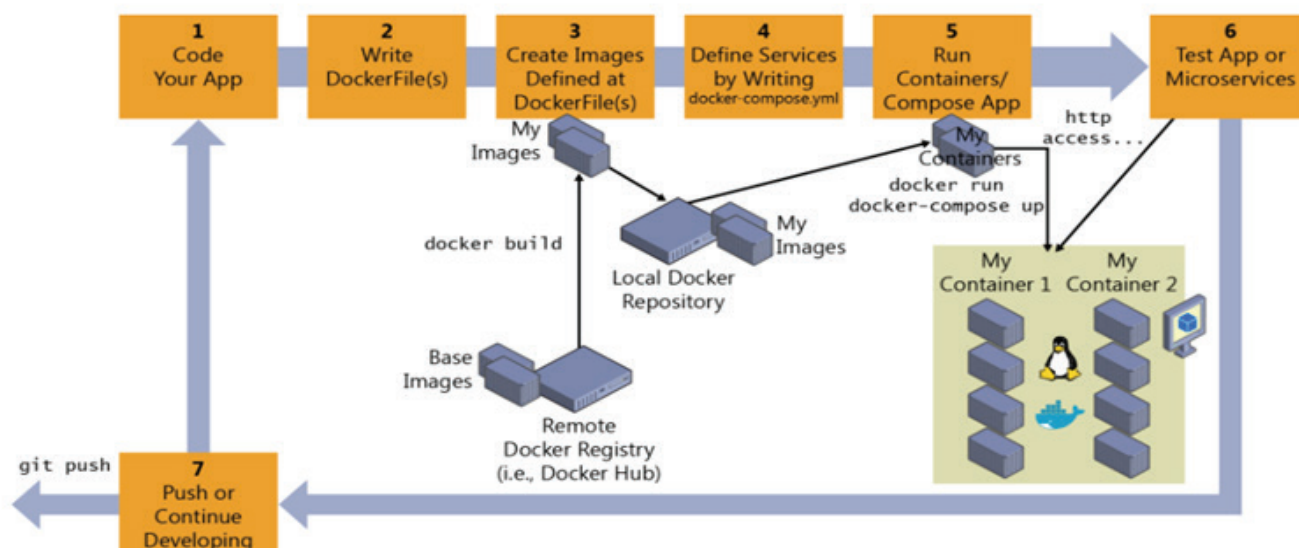 1
Code
Your App
2
Write
DockerFile(s)
3
Create Images
Defined at
DockerFile(s)
4
Define Services
by Writing
docker-compose.yml
5
Run
Containers/
Compose App
6
Test App or
Microservices
My
Images
My
Containers
http
access...
docker run
docker-compose up
docker build
My
Images
Local Docker
Repository
My
Container 1
My
Container 2
Base
Images
Remote
Docker Registry
(i.e., Docker Hub)
git push
7
Push or
Continue
Developing